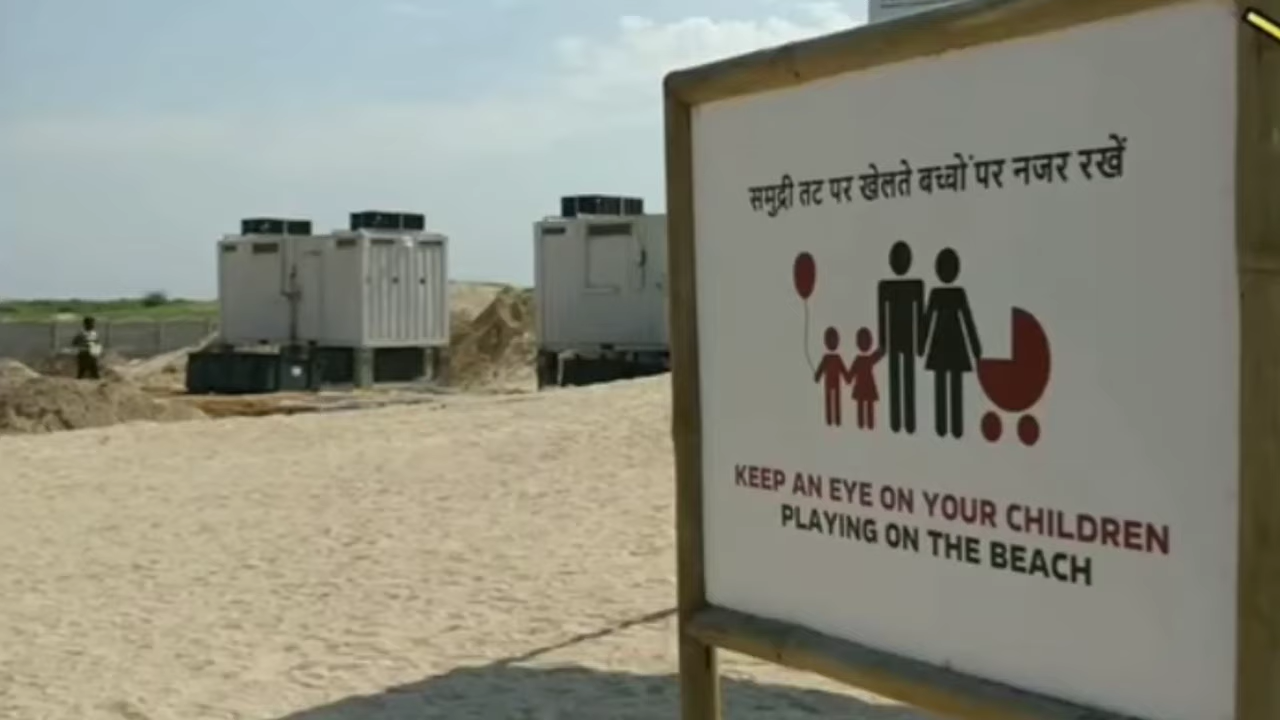 समुद्री तट पर खेलते बच्चों पर नजर रखें
KEEP AN EYE ON YOUR CHILDREN
PLAYING ON THE BEACH